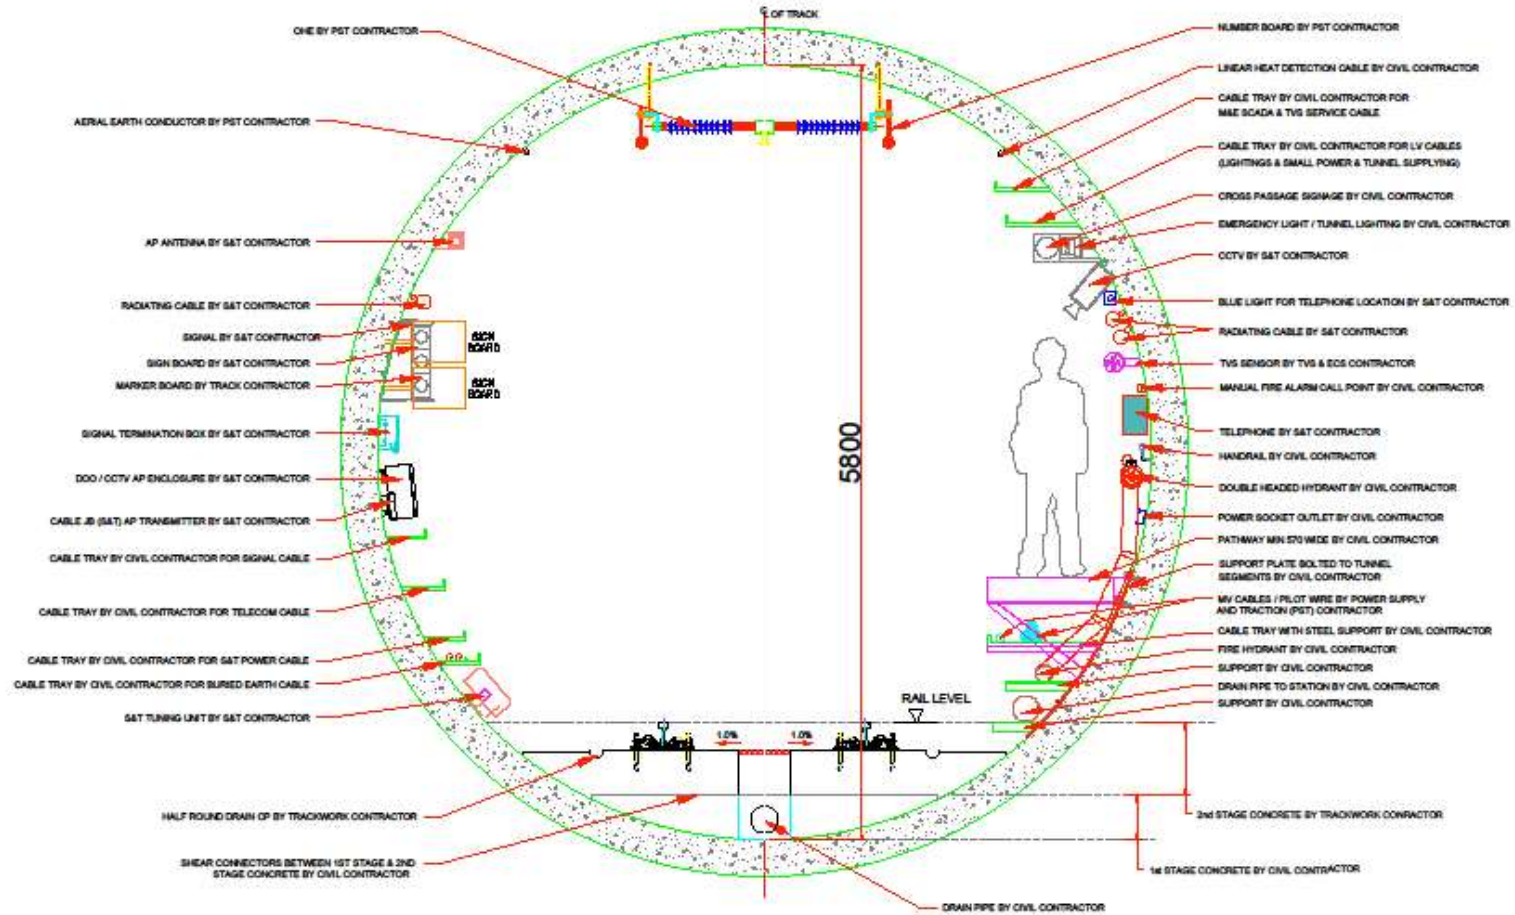 ℄ OF TRACK
OHE BY PST CONTRACTOR
AERIAL EARTH CONDUCTOR BY PST CONTRACTOR
AP ANTENNA BY S&T CONTRACTOR
RADIATING CABLE BY S&T CONTRACTOR
SIGNAL BY S&T CONTRACTOR
SIGN BOARD BY S&T CONTRACTOR
MARKER BOARD BY TRACK CONTRACTOR
SIGN
BOARD
SIGN
BOARD
SIGNAL TERMINATION BOX BY S&T CONTRACTOR
DOO / CCTV AP ENCLOSURE BY S&T CONTRACTOR
CABLE JB (S&T) AP TRANSMITTER BY S&T CONTRACTOR
CABLE TRAY BY CIVIL CONTRACTOR FOR SIGNAL CABLE
CABLE TRAY BY CIVIL CONTRACTOR FOR TELECOM CABLE
CABLE TRAY BY CIVIL CONTRACTOR FOR S&T POWER CABLE
CABLE TRAY BY CIVIL CONTRACTOR FOR BURIED EARTH CABLE
S&T TUNING UNIT BY S&T CONTRACTOR
HALF ROUND DRAIN OP BY TRACKWORK CONTRACTOR
SHEAR CONNECTORS BETWEEN 1ST STAGE & 2ND
STAGE CONCRETE BY CIVIL CONTRACTOR
5800
RAIL LEVEL
1.0%
1.0%
NUMBER BOARD BY PST CONTRACTOR
LINEAR HEAT DETECTION CABLE BY CIVIL CONTRACTOR
CABLE TRAY BY CIVIL CONTRACTOR FOR
M&E SCADA & TVS SERVICE CABLE
CABLE TRAY BY CIVIL CONTRACTOR FOR LV CABLES
(LIGHTINGS & SMALL POWER & TUNNEL SUPPLYING)
CROSS PASSAGE SIGNAGE BY CIVIL CONTRACTOR
EMERGENCY LIGHT / TUNNEL LIGHTING BY CIVIL CONTRACTOR
CCTV BY S&T CONTRACTOR
BLUE LIGHT FOR TELEPHONE LOCATION BY S&T CONTRACTOR
RADIATING CABLE BY S&T CONTRACTOR
TVS SENSOR BY TVS & ECS CONTRACTOR
MANUAL FIRE ALARM CALL POINT BY CIVIL CONTRACTOR
TELEPHONE BY S&T CONTRACTOR
HANDRAIL BY CIVIL CONTRACTOR
DOUBLE HEADED HYDRANT BY CIVIL CONTRACTOR
POWER SOCKET OUTLET BY CIVIL CONTRACTOR
PATHWAY MIN 570 WIDE BY CIVIL CONTRACTOR
SUPPORT PLATE BOLTED TO TUNNEL
SEGMENTS BY CIVIL CONTRACTOR
MV CABLES / PILOT WIRE BY POWER SUPPLY
AND TRACTION (PST) CONTRACTOR
CABLE TRAY WITH STEEL SUPPORT BY CIVIL CONTRACTOR
FIRE HYDRANT BY CIVIL CONTRACTOR
SUPPORT BY CIVIL CONTRACTOR
DRAIN PIPE TO STATION BY CIVIL CONTRACTOR
SUPPORT BY CIVIL CONTRACTOR
2nd STAGE CONCRETE BY TRACKWORK CONRACTOR
1st STAGE CONCRETE BY CIVIL CONTRACTOR
DRAIN PIPE BY CIVIL CONTRACTOR